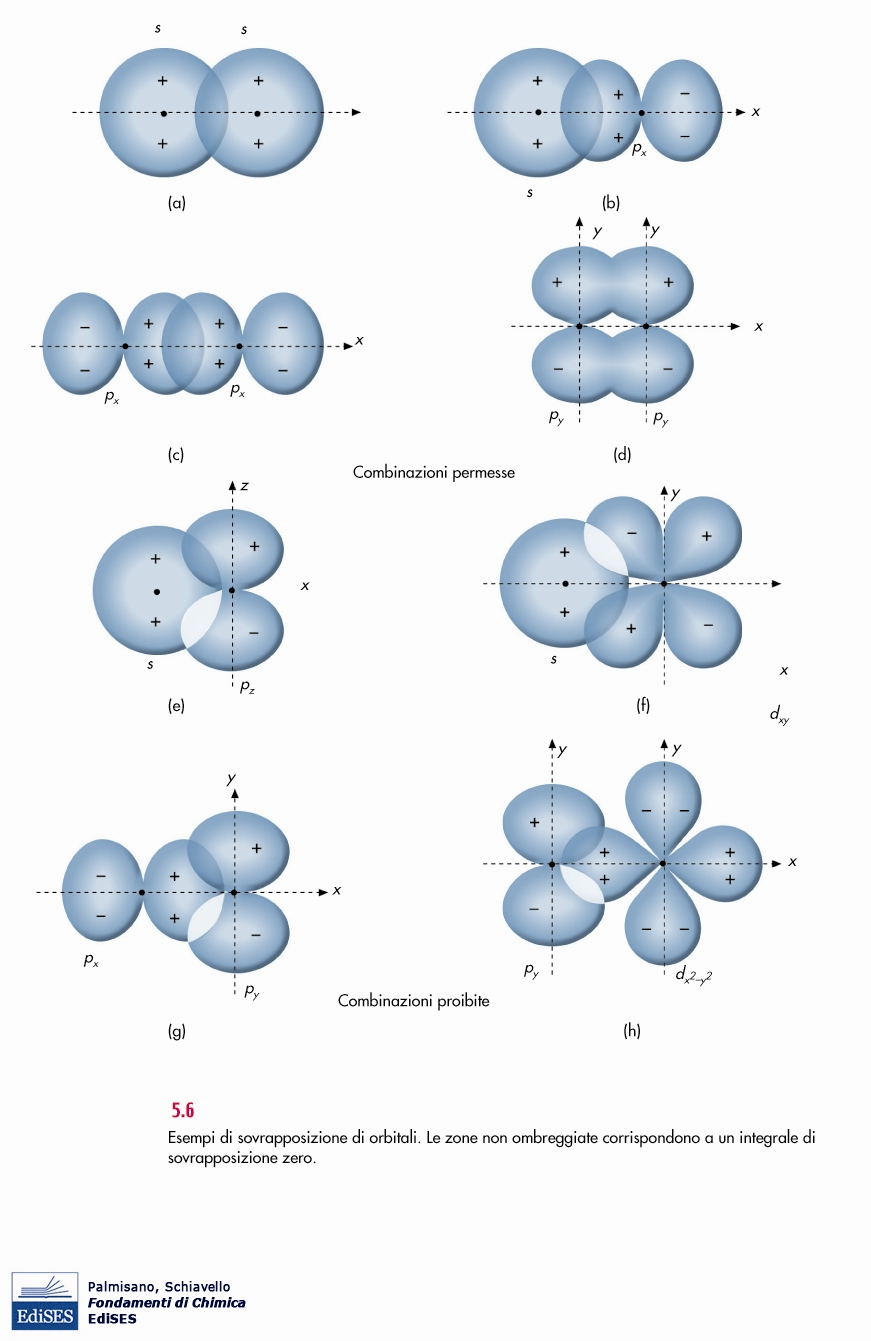 s s
+ +
+ +
(a)
+ + −
x
+ + −
p_x
s
(b)
y y
+ +
x
− −
p_y p_y
(d)
− + + −
x
− + + −
p_x p_x
(c)
Combinazioni permesse
z
+ +
x
+ −
s
p_z
(e)
y
− +
+
+
+ −
s
x
d_xy
(f)
y
− + +
x
− + −
p_x
p_y
(g)
y y
− −
+ + +
x
+ +
− − −
p_y d_x²−y²
(h)
Combinazioni proibite
5.6
Esempi di sovrapposizione di orbitali. Le zone non ombreggiate corrispondono a un integrale di
sovrapposizione zero.
EdiSES
Palmisano, Schiavello
Fondamenti di Chimica
EdiSES